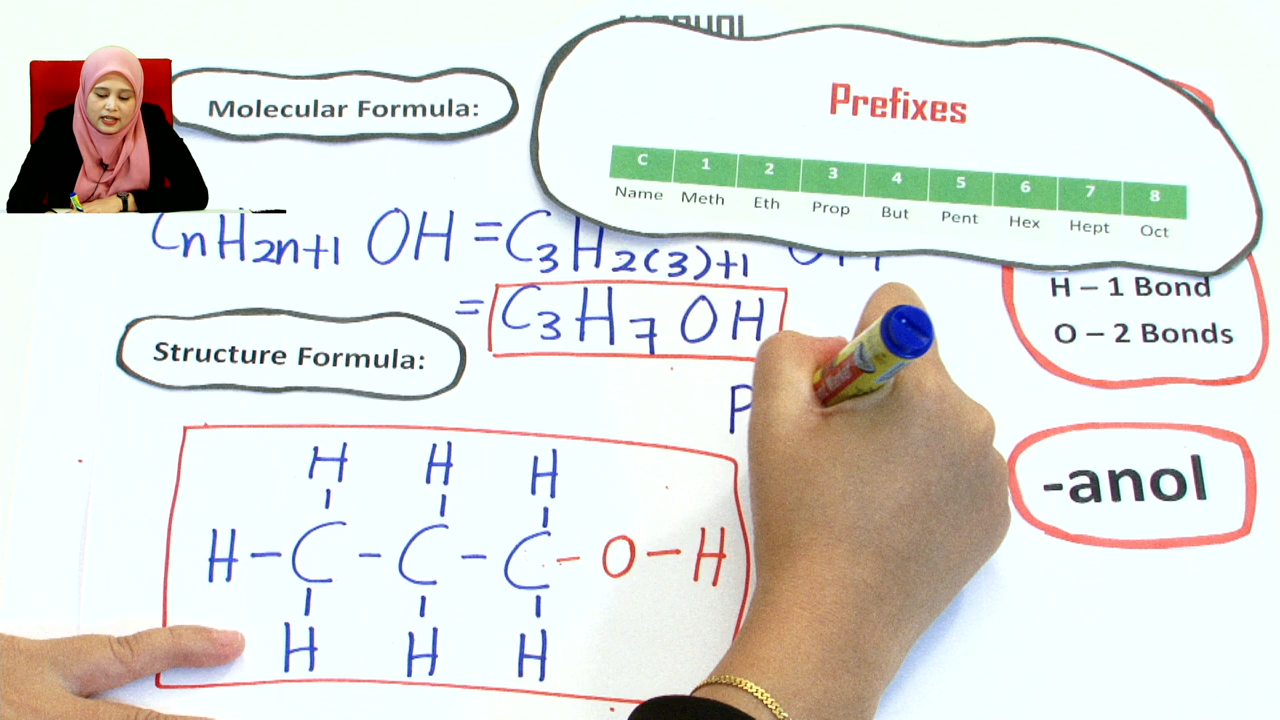 Molecular Formula:
Prefixes
C 1 2 3 4 5 6 7 8
Name Meth Eth Prop But Pent Hex Hept Oct
CnH2n+1 OH = C3H2(3)+1 OH
= C3H7OH
H – 1 Bond
O – 2 Bonds
Structure Formula:
P
-anol
H H H
H – C – C – C – O – H
H H H